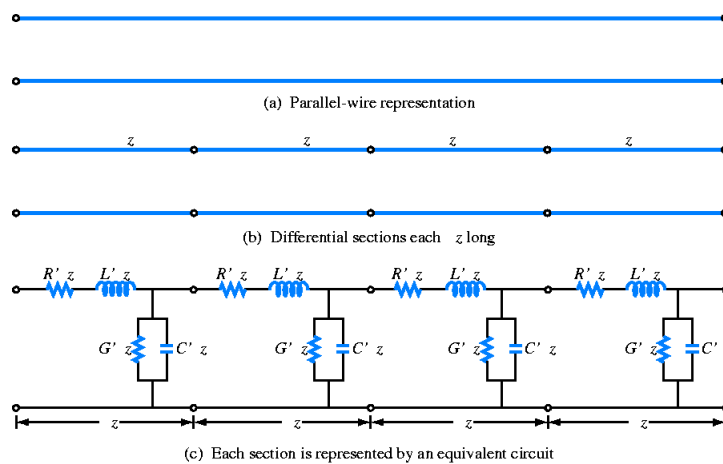 (a) Parallel-wire representation
z z z z
(b) Differential sections each z long
R' z L' z R' z L' z R' z L' z R' z L' z
G' z C' z G' z C' z G' z C' z G' z C'
z z z z
(c) Each section is represented by an equivalent circuit